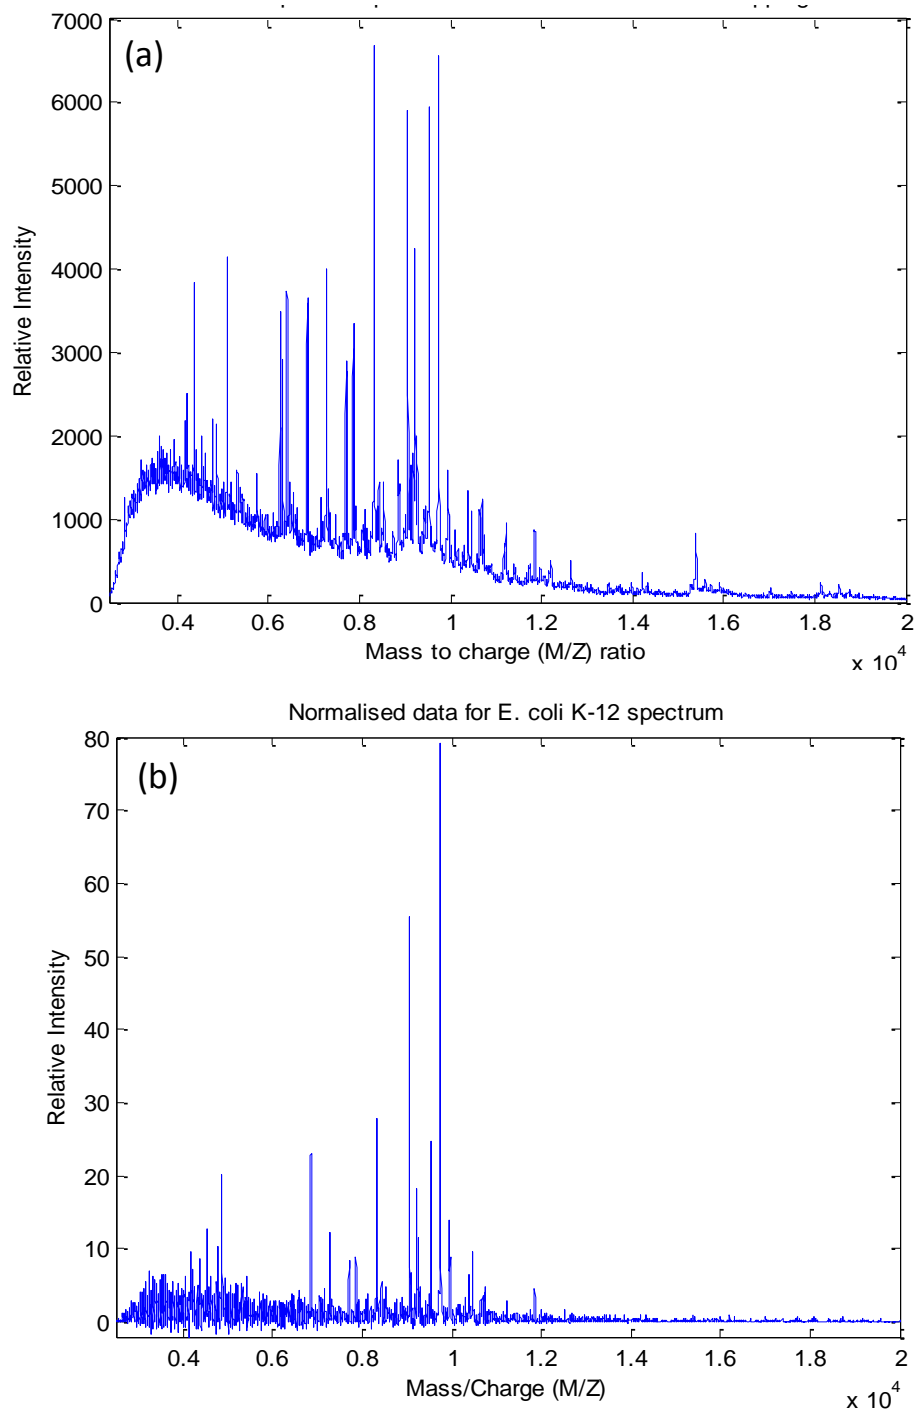 7000
(a)
6000
5000
4000
3000
2000
1000
0
Relative Intensity
0.4 0.6 0.8 1 1.2 1.4 1.6 1.8 2
Mass to charge (M/Z) ratio
x 10^4
Normalised data for E. coli K-12 spectrum
80
(b)
70
60
50
40
30
20
10
0
Relative Intensity
0.4 0.6 0.8 1 1.2 1.4 1.6 1.8 2
Mass/Charge (M/Z)
x 10^4